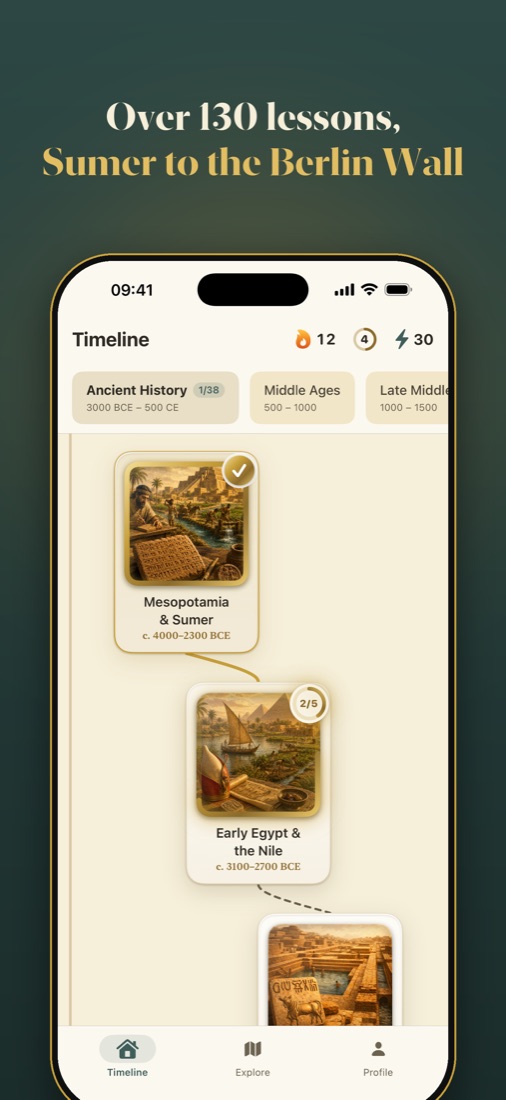 Over 130 lessons,
Sumer to the Berlin Wall
09:41
Timeline
12
4
30
Ancient History 1/38
3000 BCE – 500 CE
Middle Ages
500 – 1000
Late Middle
1000 – 1500
Mesopotamia
& Sumer
c. 4000–2300 BCE
2/5
Early Egypt &
the Nile
c. 3100–2700 BCE
Timeline
Explore
Profile